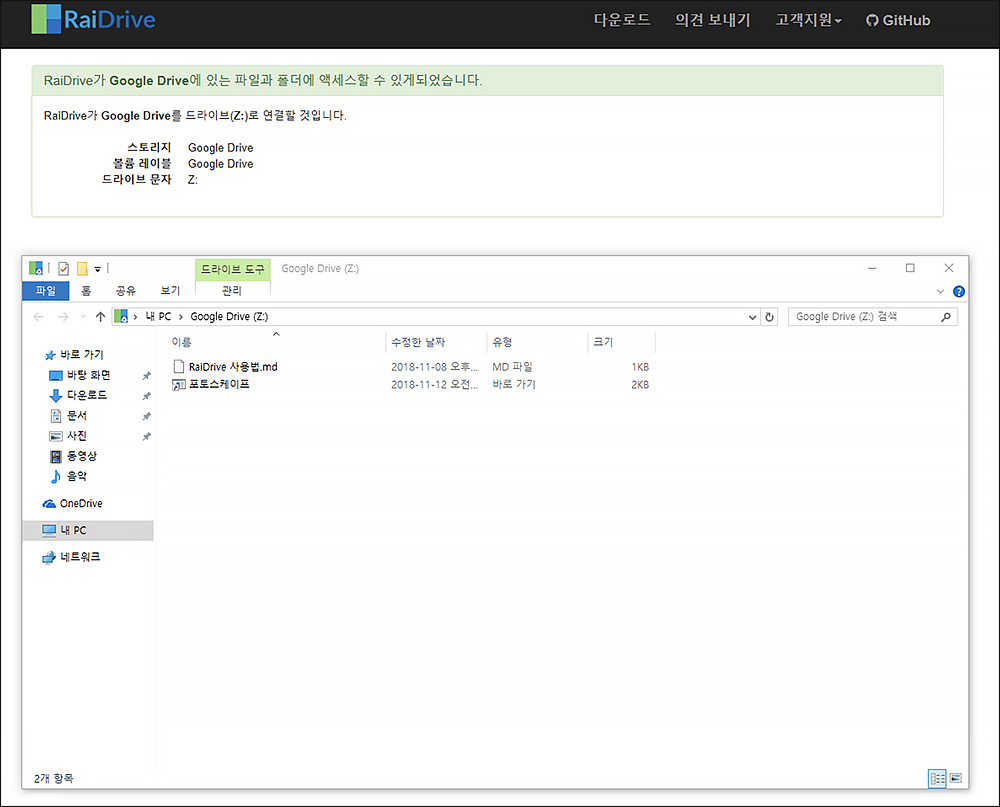 RaiDrive 다운로드 의견 보내기 고객지원 GitHub
RaiDrive가 Google Drive에 있는 파일과 폴더에 액세스할 수 있게되었습니다.
RaiDrive가 Google Drive를 드라이브(Z:)로 연결할 것입니다.
스토리지 Google Drive
볼륨 레이블 Google Drive
드라이브 문자 Z:
드라이브 도구 Google Drive (Z:)
파일 홈 공유 보기 관리
내 PC › Google Drive (Z:) Google Drive (Z:) 검색
이름 수정한 날짜 유형 크기
RaiDrive 사용법.md 2018-11-08 오후... MD 파일 1KB
포토스케이프 2018-11-12 오전... 바로 가기 2KB
바로 가기
바탕 화면
다운로드
문서
사진
동영상
음악
OneDrive
내 PC
네트워크
2개 항목